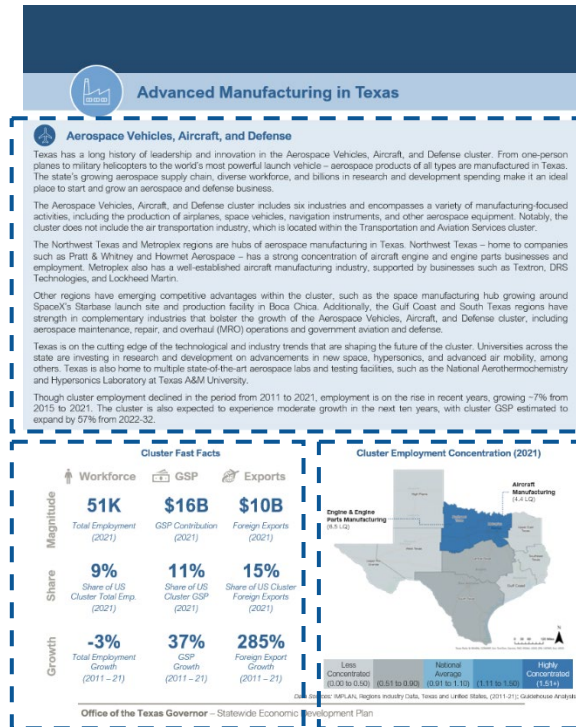 Advanced Manufacturing in Texas
Aerospace Vehicles, Aircraft, and Defense
Texas has a long history of leadership and innovation in the Aerospace Vehicles, Aircraft, and Defense cluster. From one-person
planes to military helicopters to the world's most powerful launch vehicle – aerospace products of all types are manufactured in Texas.
The state's growing aerospace supply chain, diverse workforce, and billions in research and development spending make it an ideal
place to start and grow an aerospace and defense business.
The Aerospace Vehicles, Aircraft, and Defense cluster includes six industries and encompasses a variety of manufacturing-focused
activities, including the production of airplanes, space vehicles, navigation instruments, and other aerospace equipment. Notably, the
cluster does not include the air transportation industry, which is located within the Transportation and Aviation Services cluster.
The Northwest Texas and Metroplex regions are hubs of aerospace manufacturing in Texas. Northwest Texas – home to companies
such as Pratt & Whitney and Howmet Aerospace – has a strong concentration of aircraft engine and engine parts businesses and
employment. Metroplex also has a well-established aircraft manufacturing industry, supported by businesses such as Textron, DRS
Technologies, and Lockheed Martin.
Other regions have emerging competitive advantages within the cluster, such as the space manufacturing hub growing around
SpaceX's Starbase launch site and production facility in Boca Chica. Additionally, the Gulf Coast and South Texas regions have
strength in complementary industries that bolster the growth of the Aerospace Vehicles, Aircraft, and Defense cluster, including
aerospace maintenance, repair, and overhaul (MRO) operations and government aviation and defense.
Texas is on the cutting edge of the technological and industry trends that are shaping the future of the cluster. Universities across
the state are investing in research and development on advancements in new space, hypersonics, and advanced air mobility, among
others. Texas is also home to multiple state-of-the-art aerospace labs and testing facilities, such as the National Aerothermochemistry
and Hypersonics Laboratory at Texas A&M University.
Though cluster employment declined in the period from 2011 to 2021, employment is on the rise in recent years, growing ~7% from
2015 to 2021. The cluster is also expected to experience moderate growth in the next ten years, with cluster GSP estimated to
expand by 57% from 2022-32.
Cluster Fast Facts
Workforce GSP Exports
Magnitude
51K $16B $10B
Total Employment GSP Contribution Foreign Exports
(2021) (2021) (2021)
Share
9% 11% 15%
Share of US Share of US Share of US Cluster
Cluster Total Emp. Cluster GSP Foreign Exports
(2021) (2021) (2021)
Growth
-3% 37% 285%
Total Employment GSP Foreign Export
Growth Growth Growth
(2011 – 21) (2011 – 21) (2011 – 21)
Cluster Employment Concentration (2021)
Aircraft
Manufacturing
(4.4 LQ)
Engine & Engine
Parts Manufacturing
(8.5 LQ)
High Plains
West Texas
Gulf Coast
Less National Highly
Concentrated Average Concentrated
(0.00 to 0.50) (0.51 to 0.90) (0.91 to 1.10) (1.11 to 1.50) (1.51+)
Data Sources: IMPLAN, Regions Industry Data, Texas and United States, (2011-21); Guidehouse Analysis
Office of the Texas Governor – Statewide Economic Development Plan